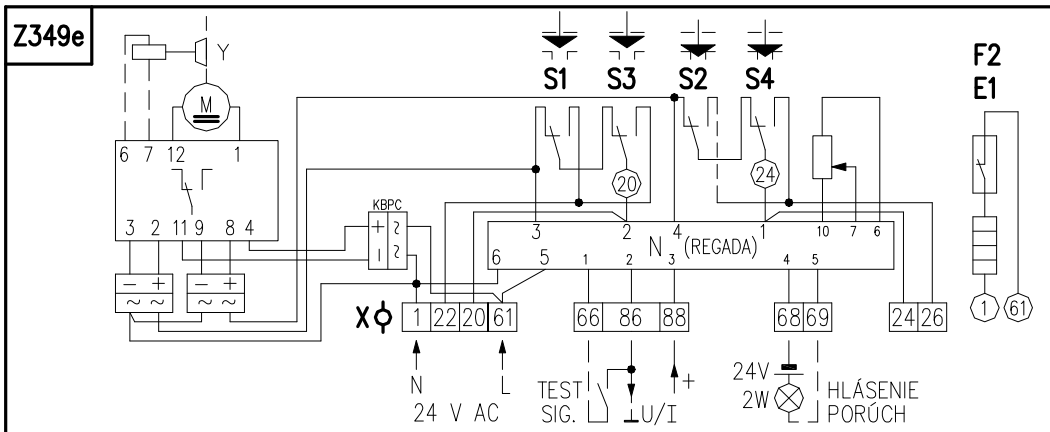 Z349e
Y
M
S1 S3 S2 S4
F2
E1
6 7 12 1
20 24
3 2 11 9 8 4
KBPC
+ ~
− ~
3 2 4 1 10 7 6
N (REGADA)
6 5 1 2 3 4 5
− + − +
~ ~ ~ ~
X 1 22 20 61 66 86 88 68 69 24 26
1 61
N L
24 V AC
TEST
SIG.
U/I
+
24V
2W
HLÁSENIE
PORÚCH